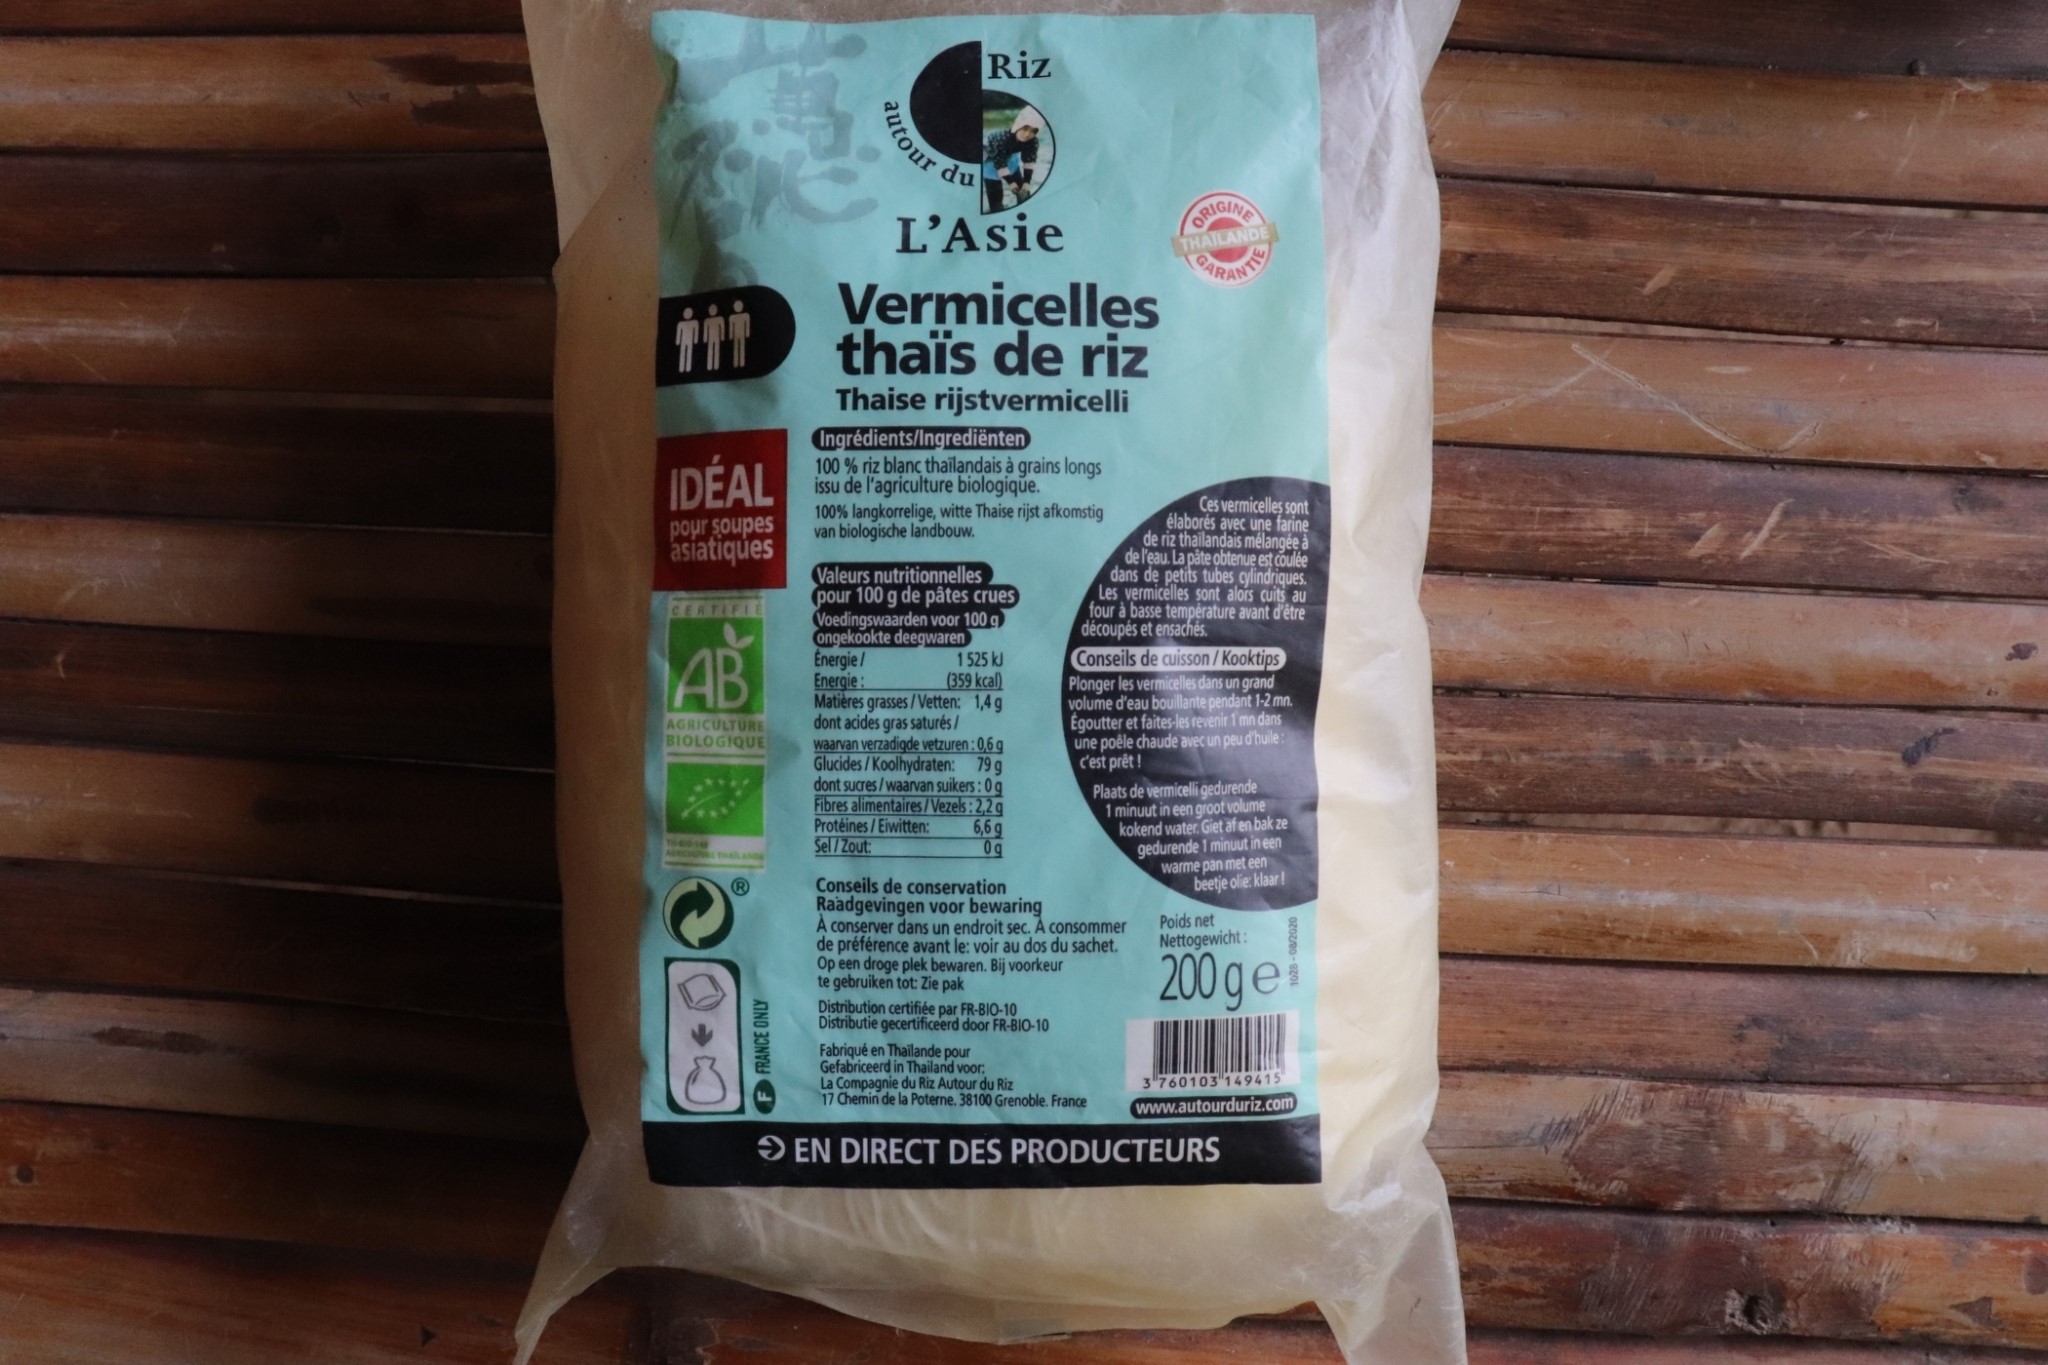 Riz
autour du
L'Asie
ORIGINE
THAÏLANDE
GARANTIE
Vermicelles
thaïs de riz
Thaise rijstvermicelli
IDÉAL
pour soupes
asiatiques
Ingrédients/Ingrediënten
100 % riz blanc thaïlandais à grains longs
issu de l'agriculture biologique.
100% langkorrelige, witte Thaise rijst afkomstig
van biologische landbouw.
Valeurs nutritionnelles
pour 100 g de pâtes crues
Voedingswaarden voor 100 g
ongekookte deegwaren
Énergie / 1 525 kJ
Energie : (359 kcal)
Matières grasses / Vetten: 1,4 g
dont acides gras saturés /
waarvan verzadigde vetzuren : 0,6 g
Glucides / Koolhydraten: 79 g
dont sucres / waarvan suikers : 0 g
Fibres alimentaires / Vezels : 2,2 g
Protéines / Eiwitten: 6,6 g
Sel / Zout: 0 g
Ces vermicelles sont
élaborés avec une farine
de riz thaïlandais mélangée à
de l'eau. La pâte obtenue est coulée
dans de petits tubes cylindriques.
Les vermicelles sont alors cuits au
four à basse température avant d'être
découpés et ensachés.
Conseils de cuisson / Kooktips
Plonger les vermicelles dans un grand
volume d'eau bouillante pendant 1-2 mn.
Égoutter et faites-les revenir 1 mn dans
une poêle chaude avec un peu d'huile :
c'est prêt !
Plaats de vermicelli gedurende
1 minuut in een groot volume
kokend water. Giet af en bak ze
gedurende 1 minuut in een
warme pan met een
beetje olie: klaar !
CERTIFIÉ
AB
AGRICULTURE
BIOLOGIQUE
AGRICULTURE THAÏLANDE
®
FRANCE ONLY
F
Conseils de conservation
Raadgevingen voor bewaring
À conserver dans un endroit sec. À consommer
de préférence avant le: voir au dos du sachet.
Op een droge plek bewaren. Bij voorkeur
te gebruiken tot: Zie pak
Distribution certifiée par FR-BIO-10
Distributie gecertificeerd door FR-BIO-10
Fabriqué en Thaïlande pour
Gefabriceerd in Thailand voor:
La Compagnie du Riz Autour du Riz
17 Chemin de la Poterne. 38100 Grenoble. France
Poids net
Nettogewicht :
200 g e
1028 - 08/2020
3 760103 149415
www.autourduriz.com
EN DIRECT DES PRODUCTEURS